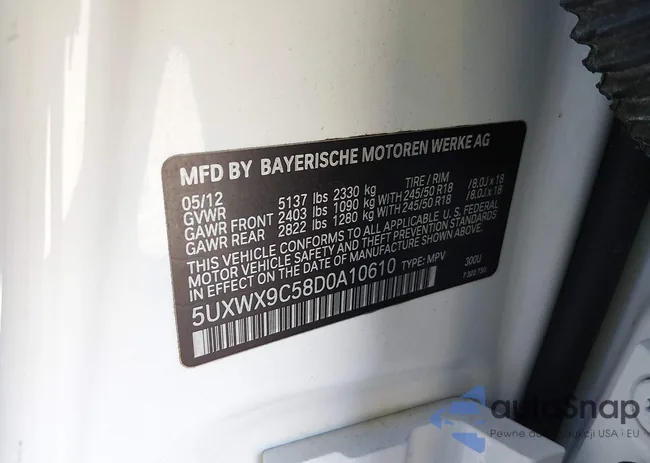 MFD BY BAYERISCHE MOTOREN WERKE AG
05/12 5137 lbs 2330 kg TIRE / RIM
GVWR
GAWR FRONT 2403 lbs 1090 kg WITH 245/50 R18 /8.0J x 18
GAWR REAR 2822 lbs 1280 kg WITH 245/50 R18 /8.0J x 18
THIS VEHICLE CONFORMS TO ALL APPLICABLE U.S. FEDERAL
MOTOR VEHICLE SAFETY AND THEFT PREVENTION STANDARDS
IN EFFECT ON THE DATE OF MANUFACTURE SHOWN ABOVE.
5UXWX9C58D0A10610 TYPE: MPV 300U
autoSnap
Pewne USA i EU